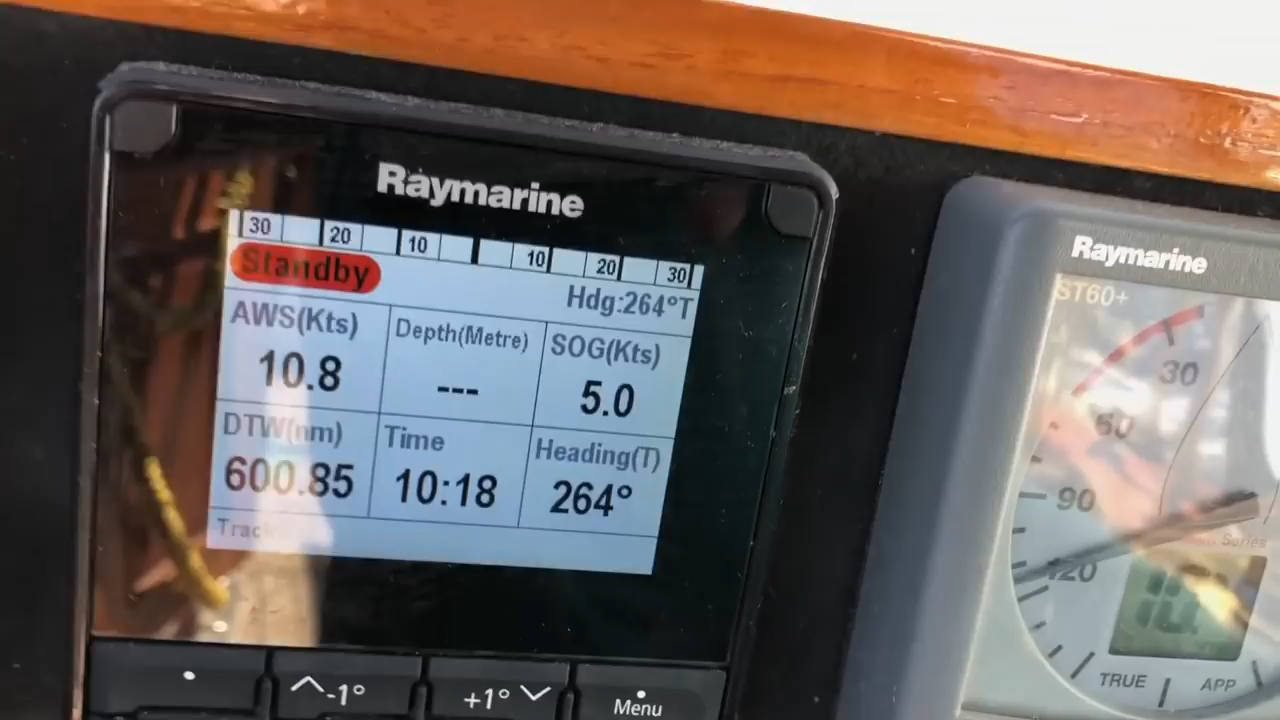 Raymarine
30 20 10 10 20 30
Standby
Hdg:264°T
AWS(Kts) Depth(Metre) SOG(Kts)
10.8 --- 5.0
DTW(nm) Time Heading(T)
600.85 10:18 264°
Track
-1° +1° Menu
Raymarine
ST60+
30
60
90
120
Series
TRUE APP